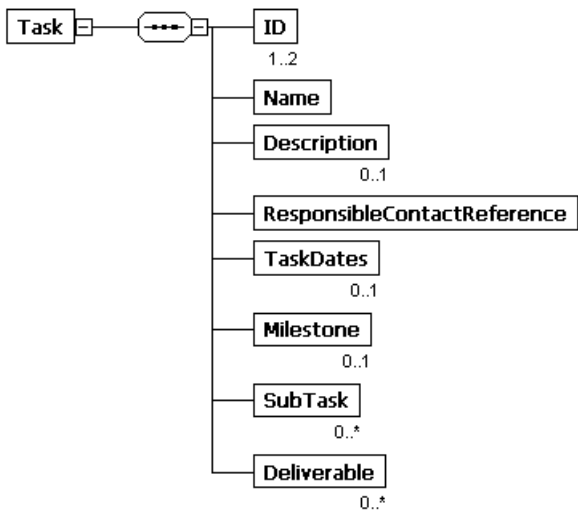 Task
ID
1..2
Name
Description
0..1
ResponsibleContactReference
TaskDates
0..1
Milestone
0..1
SubTask
0..*
Deliverable
0..*